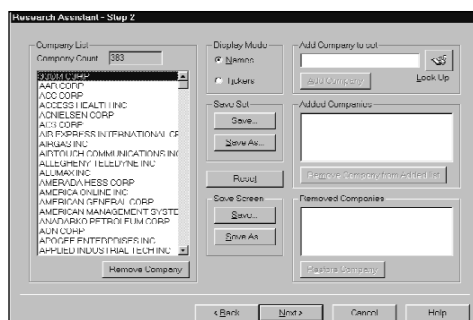 Research Assistant - Step 2
Company List
Company Count 383
3COM CORP
AAR CORP
ADC CORP
ACCESS HEALTH INC
ACNIELSEN CORP
ACG CORP
AIR EXPRESS INTERNATIONAL CF
AIRGAS INC
AIRTOUCH COMMUNICATIONS INC
ALLEGHENY TELEDYNE INC
ALUMAX INC
AMERADA HESS CORP
AMERICA ONLINE INC
AMERICAN GENERAL CORP
AMERICAN MANAGEMENT SYSTE
ANADARKO PETROLEUM CORP
AON CORP
APOGEE ENTERPRISES INC
APPLIED INDUSTRIAL TECH INC
Remove Company
Display Mode
Names
Tickers
Save Set
Save...
Save As...
Reset
Save Screen
Save...
Save As
Add Company to set
Add Company
Look Up
Added Companies
Remove Company from Added list
Removed Companies
Restore Company
< Back
Next >
Cancel
Help